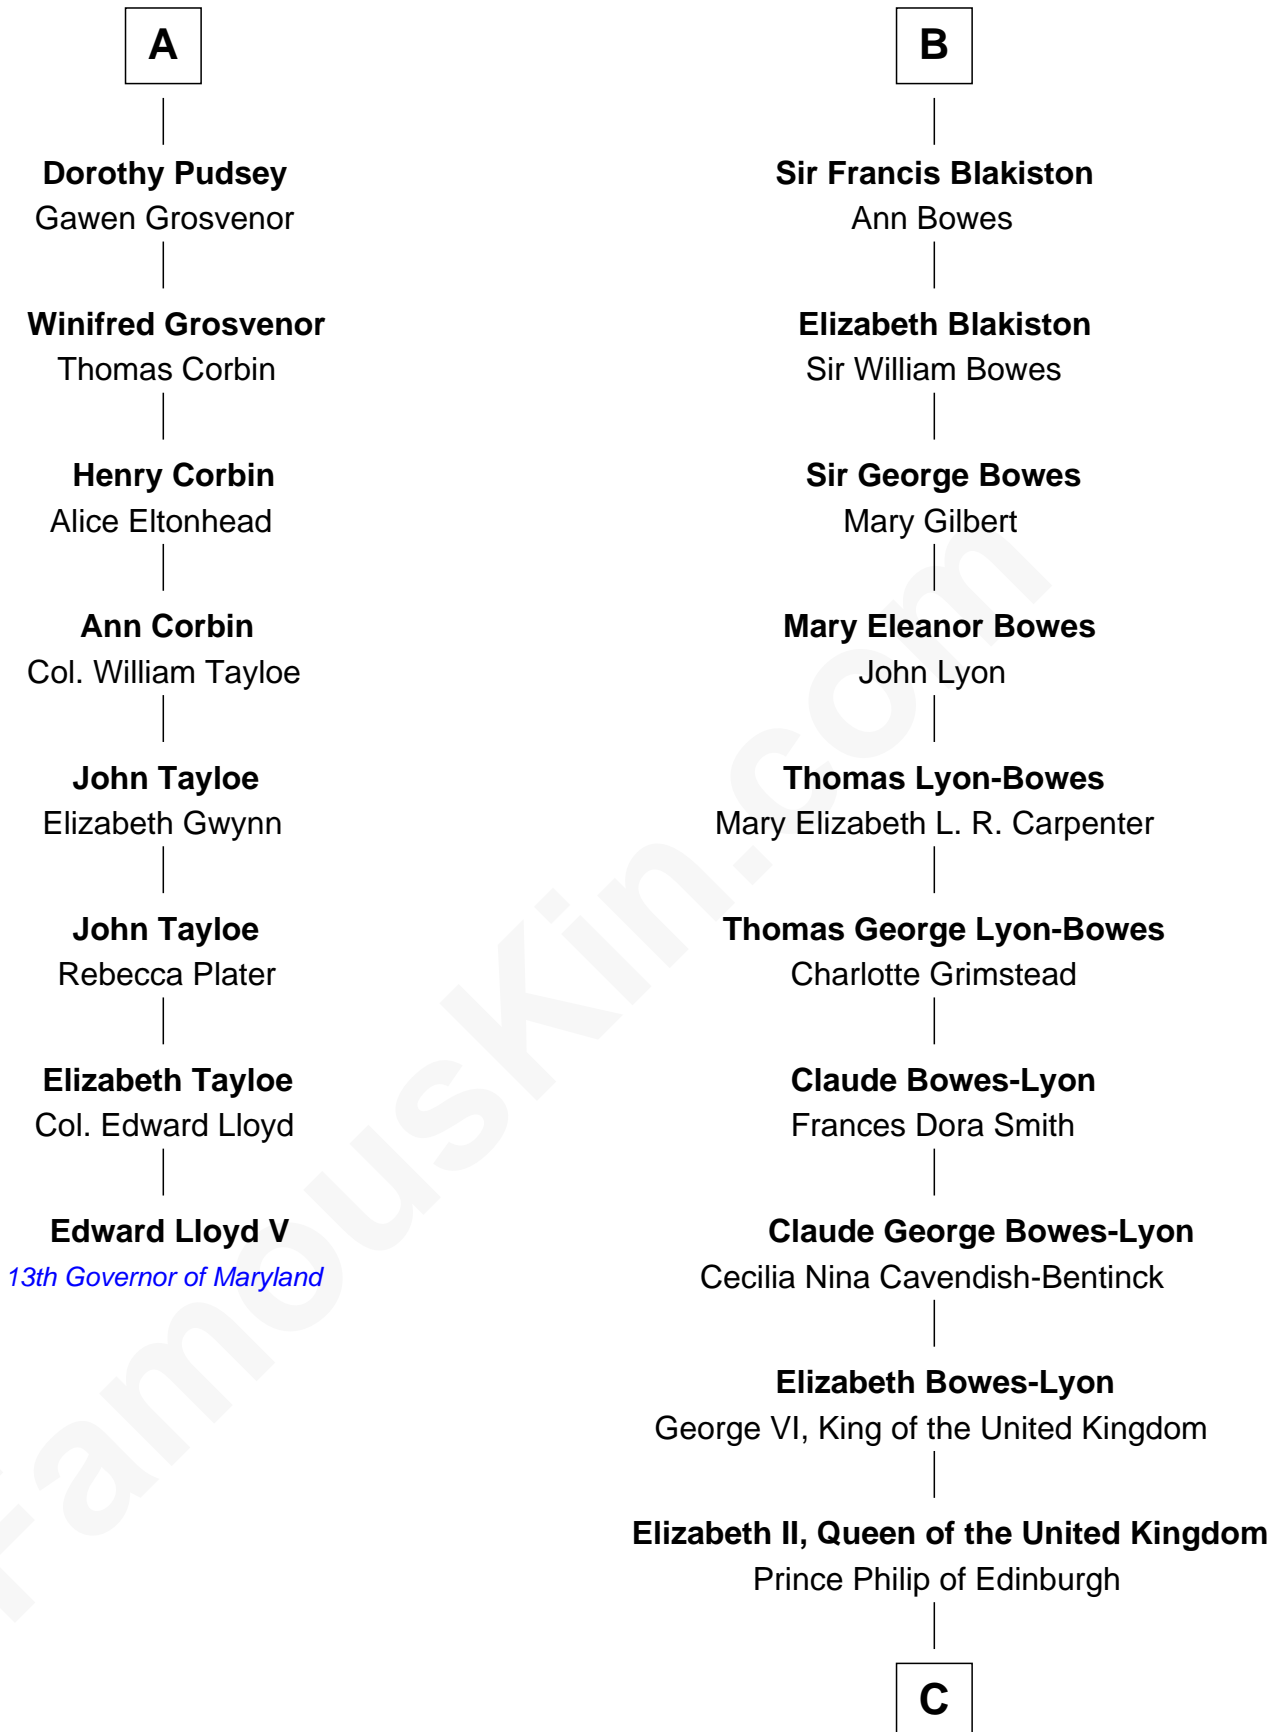 A
Dorothy Pudsey
Gawen Grosvenor
Winifred Grosvenor
Thomas Corbin
Henry Corbin
Alice Eltonhead
Ann Corbin
Col. William Tayloe
John Tayloe
Elizabeth Gwynn
John Tayloe
Rebecca Plater
Elizabeth Tayloe
Col. Edward Lloyd
Edward Lloyd V
13th Governor of Maryland
B
Sir Francis Blakiston
Ann Bowes
Elizabeth Blakiston
Sir William Bowes
Sir George Bowes
Mary Gilbert
Mary Eleanor Bowes
John Lyon
Thomas Lyon-Bowes
Mary Elizabeth L. R. Carpenter
Thomas George Lyon-Bowes
Charlotte Grimstead
Claude Bowes-Lyon
Frances Dora Smith
Claude George Bowes-Lyon
Cecilia Nina Cavendish-Bentinck
Elizabeth Bowes-Lyon
George VI, King of the United Kingdom
Elizabeth II, Queen of the United Kingdom
Prince Philip of Edinburgh
C
FamousKin.com